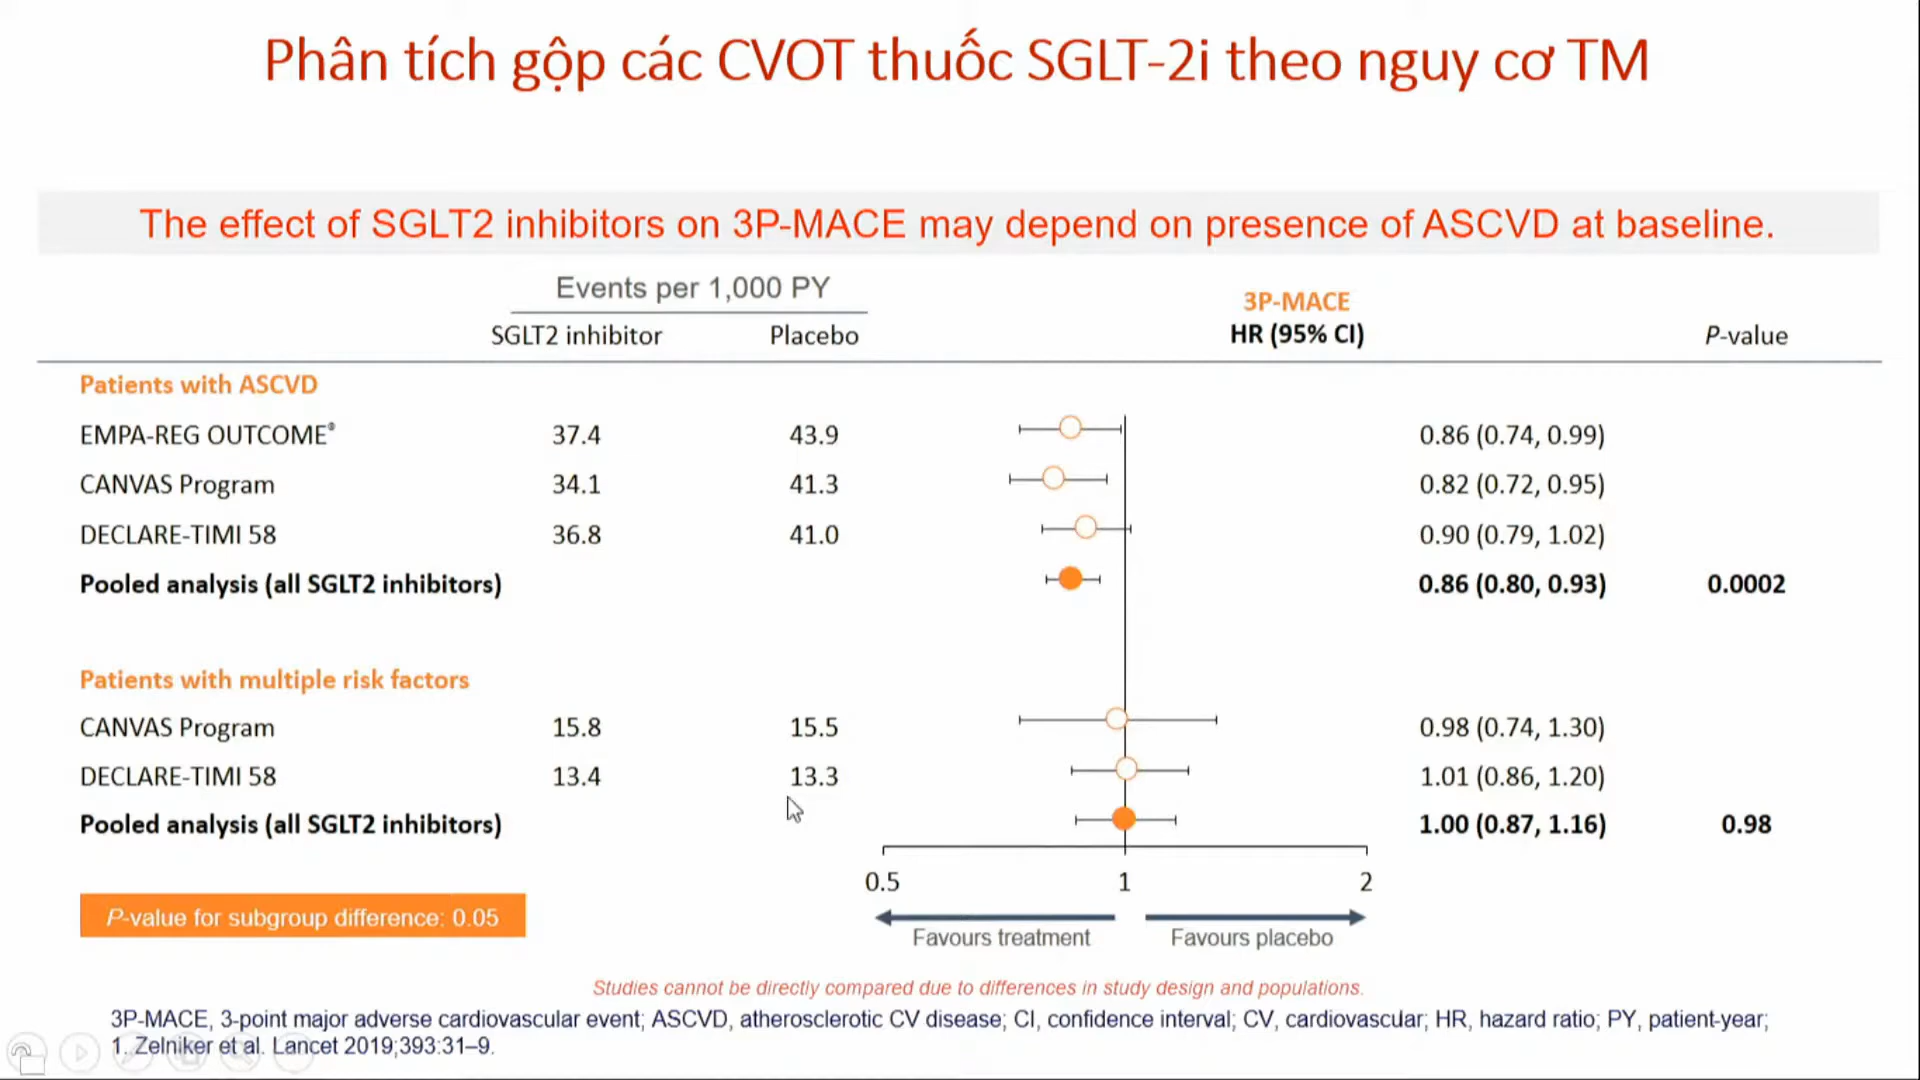 Phân tích gộp các CVOT thuốc SGLT-2i theo nguy cơ TM
The effect of SGLT2 inhibitors on 3P-MACE may depend on presence of ASCVD at baseline.
Events per 1,000 PY
3P-MACE
SGLT2 inhibitor Placebo HR (95% CI) P-value
Patients with ASCVD
EMPA-REG OUTCOME® 37.4 43.9 0.86 (0.74, 0.99)
CANVAS Program 34.1 41.3 0.82 (0.72, 0.95)
DECLARE-TIMI 58 36.8 41.0 0.90 (0.79, 1.02)
Pooled analysis (all SGLT2 inhibitors) 0.86 (0.80, 0.93) 0.0002
Patients with multiple risk factors
CANVAS Program 15.8 15.5 0.98 (0.74, 1.30)
DECLARE-TIMI 58 13.4 13.3 1.01 (0.86, 1.20)
Pooled analysis (all SGLT2 inhibitors) 1.00 (0.87, 1.16) 0.98
0.5 1 2
P-value for subgroup difference: 0.05
Favours treatment Favours placebo
Studies cannot be directly compared due to differences in study design and populations.
3P-MACE, 3-point major adverse cardiovascular event; ASCVD, atherosclerotic CV disease; CI, confidence interval; CV, cardiovascular; HR, hazard ratio; PY, patient-year;
1. Zelniker et al. Lancet 2019;393:31–9.